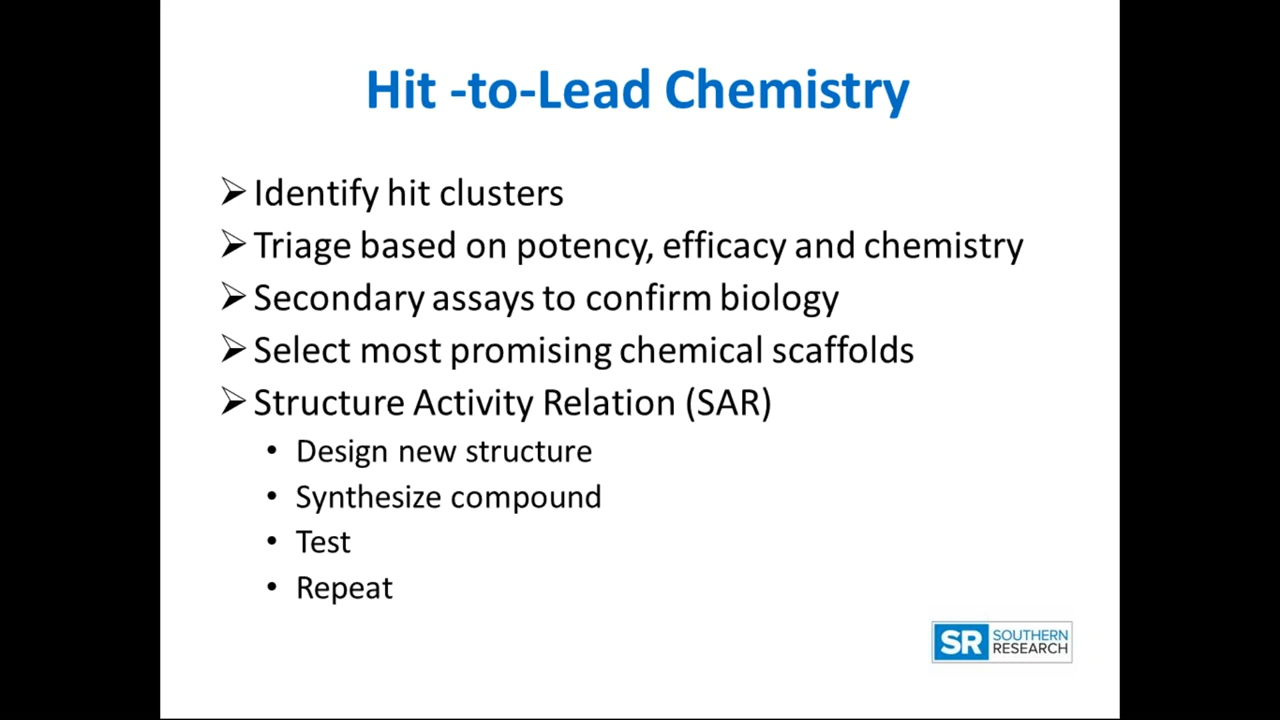 Hit -to-Lead Chemistry
➢ Identify hit clusters
➢ Triage based on potency, efficacy and chemistry
➢ Secondary assays to confirm biology
➢ Select most promising chemical scaffolds
➢ Structure Activity Relation (SAR)
• Design new structure
• Synthesize compound
• Test
• Repeat
SR SOUTHERN
RESEARCH